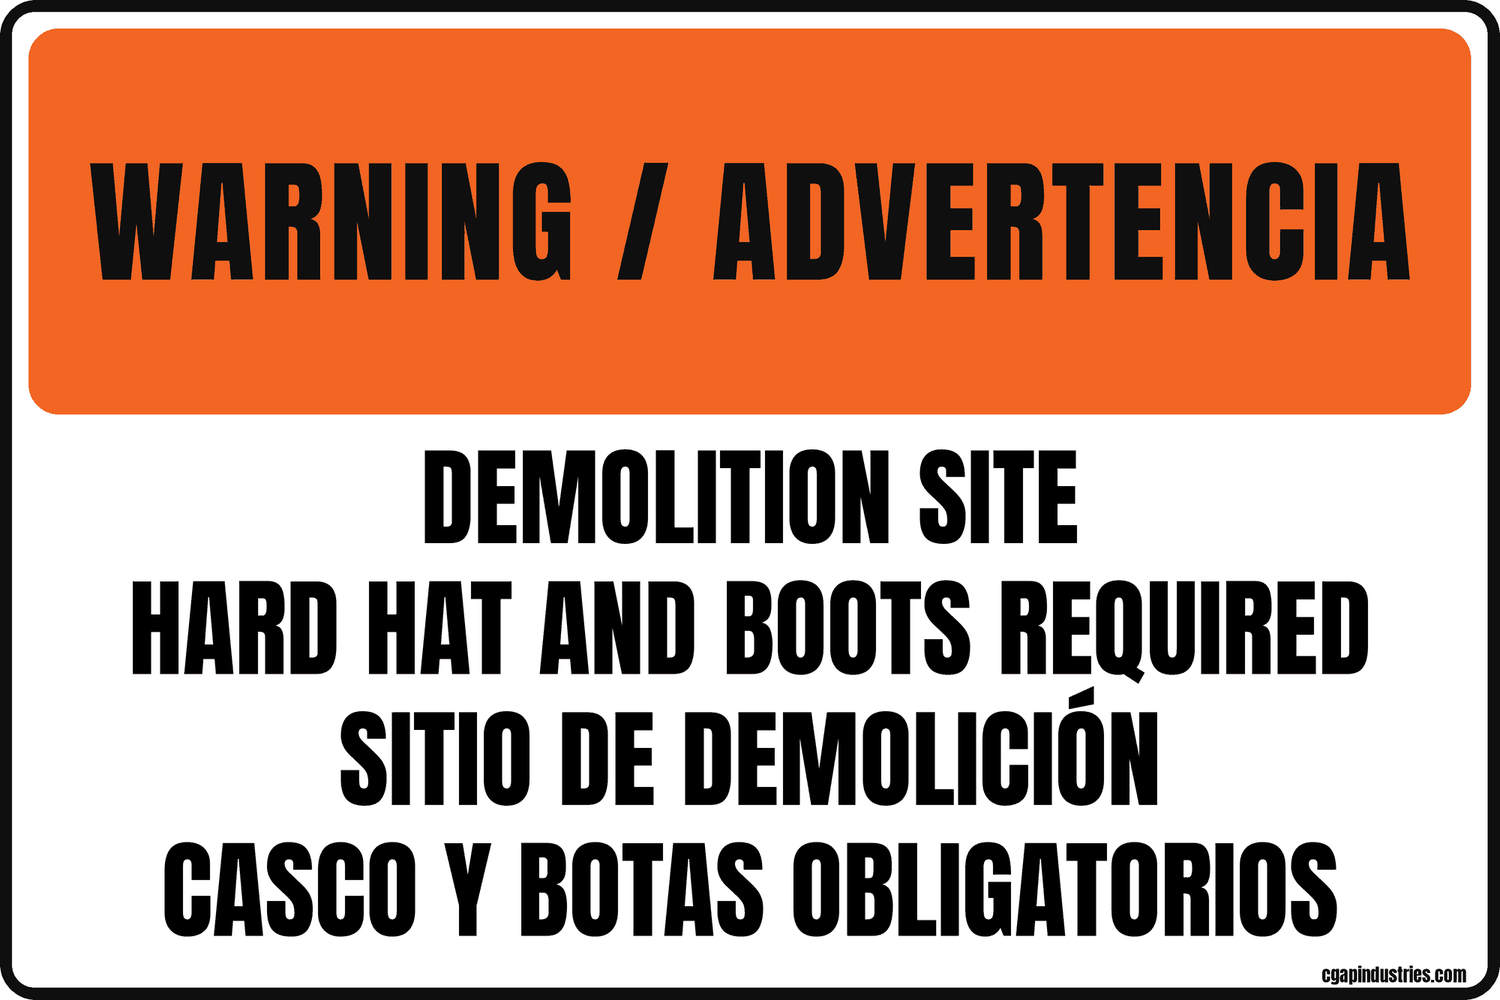 WARNING / ADVERTENCIA
DEMOLITION SITE
HARD HAT AND BOOTS REQUIRED
SITIO DE DEMOLICIÓN
CASCO Y BOTAS OBLIGATORIOS
cgapindustries.com